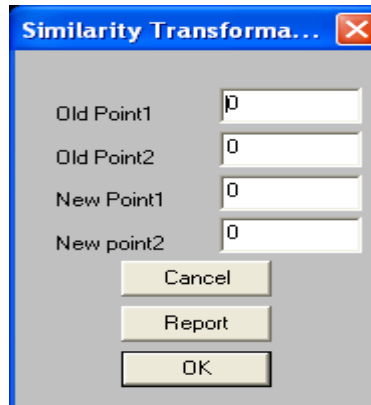 Similarity Transforma...
Old Point1 0
Old Point2 0
New Point1 0
New point2 0
Cancel
Report
OK